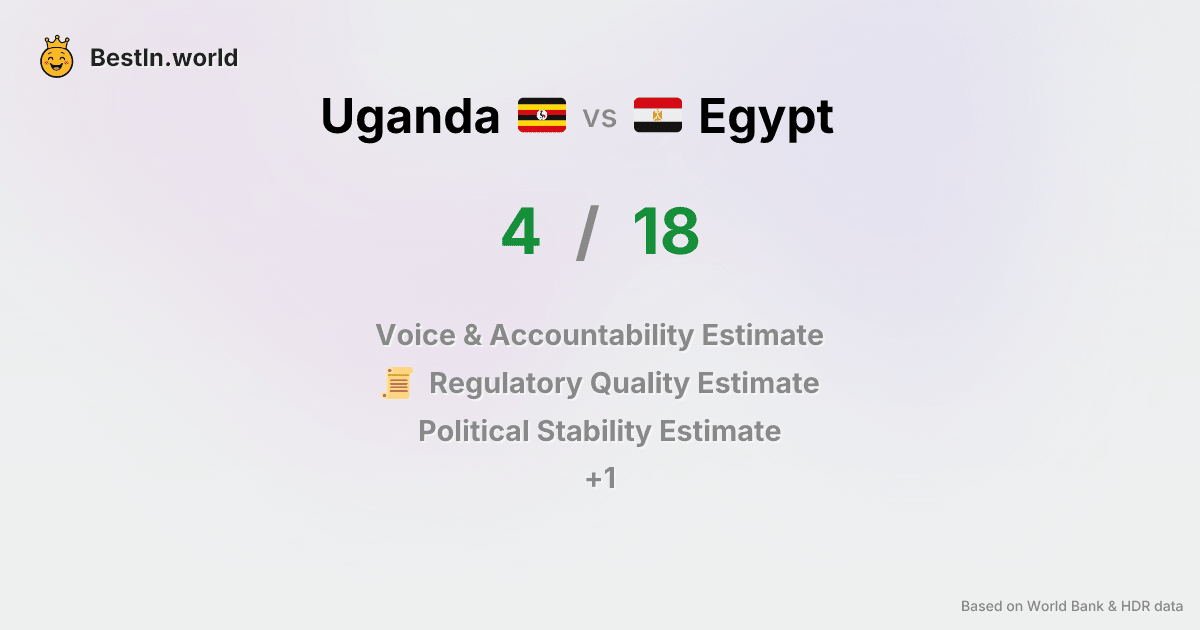 BestIn.world
Uganda vs Egypt
4 / 18
Voice & Accountability Estimate
Regulatory Quality Estimate
Political Stability Estimate
+1
Based on World Bank & HDR data